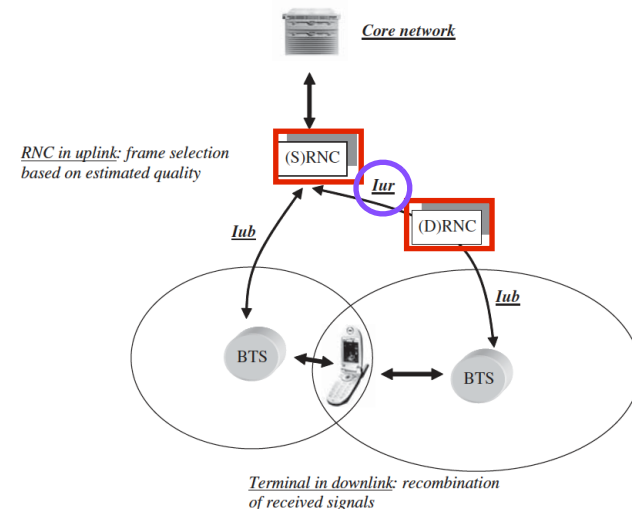 Core network
RNC in uplink: frame selection
based on estimated quality
(S)RNC
Iur
(D)RNC
Iub
Iub
BTS
BTS
Terminal in downlink: recombination
of received signals